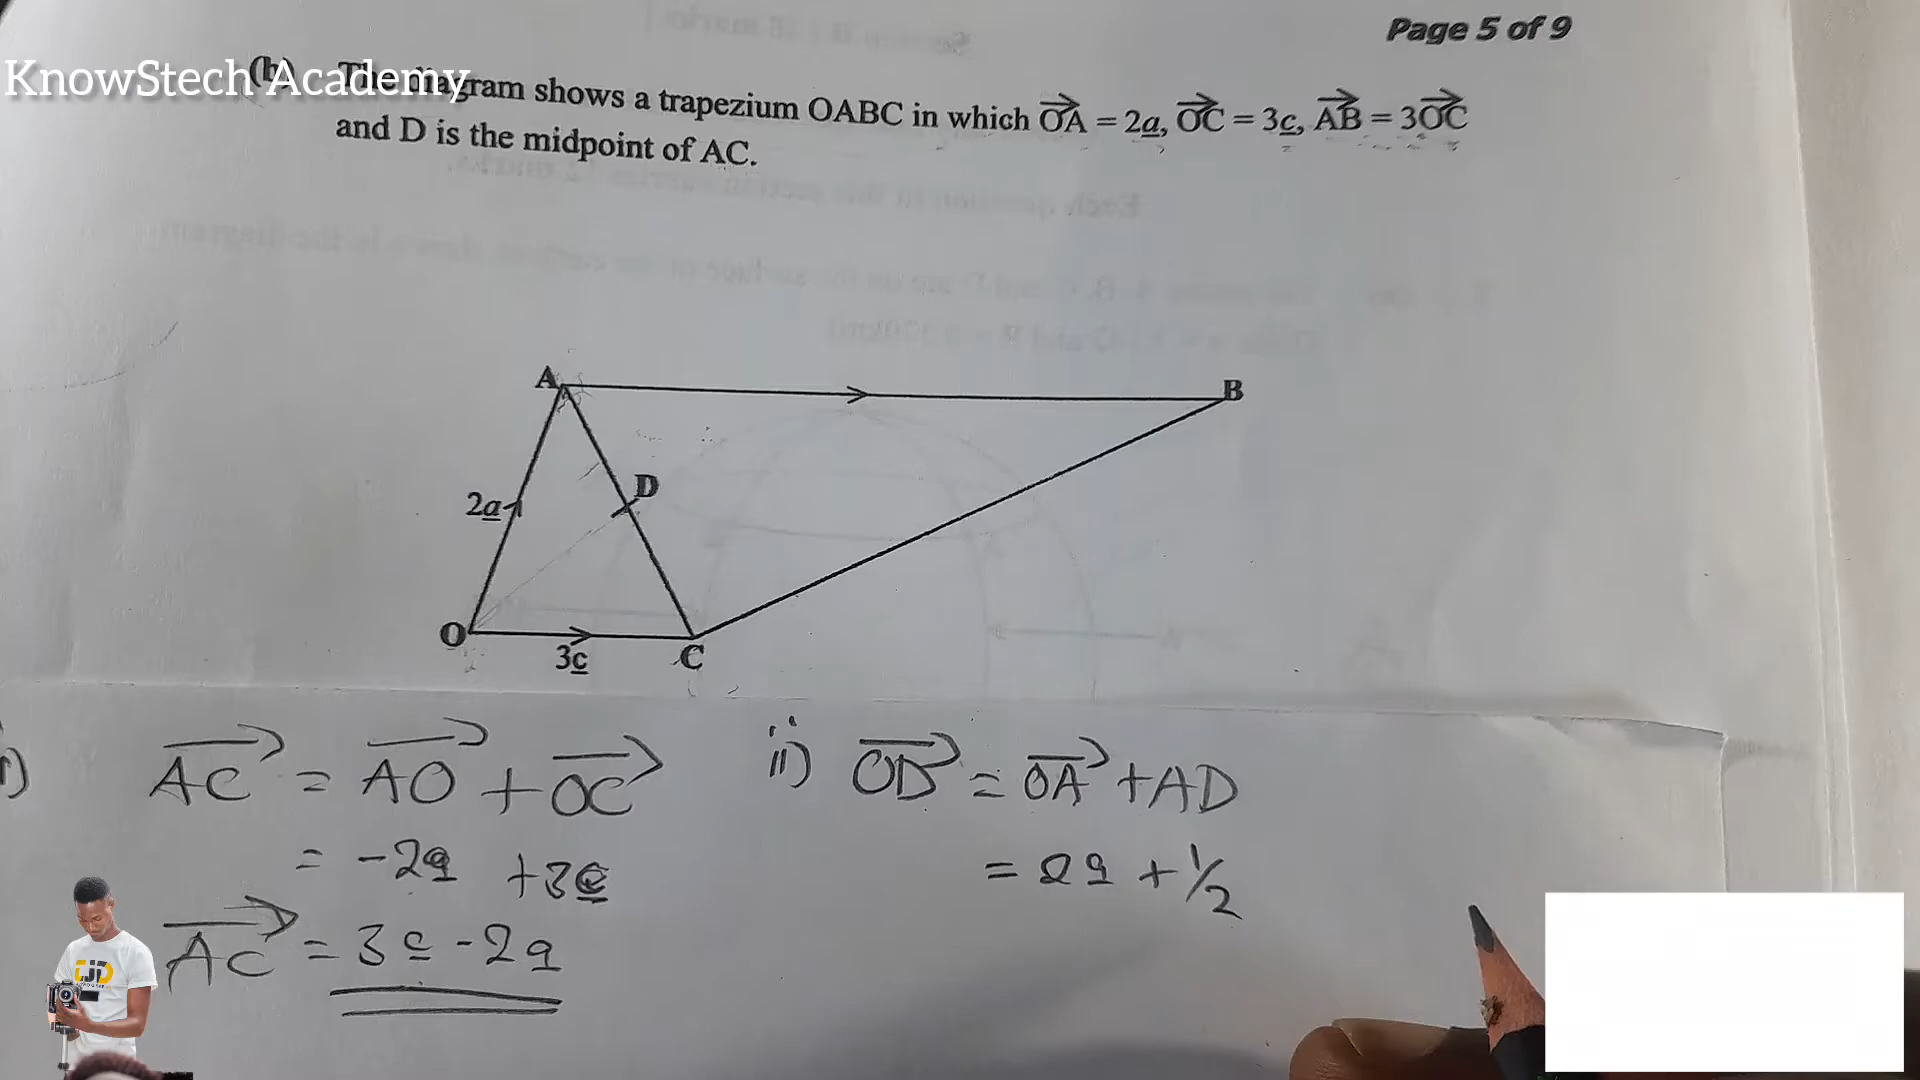 Page 5 of 9
KnowStech Academy
(b) The diagram shows a trapezium OABC in which OA = 2a, OC = 3c, AB = 3OC
and D is the midpoint of AC.
A
B
D
2a
O
3c
C
AC = AO + OC
= -2a + 3c
AC = 3c - 2a
ii) OD = OA + AD
= 2a + 1/2